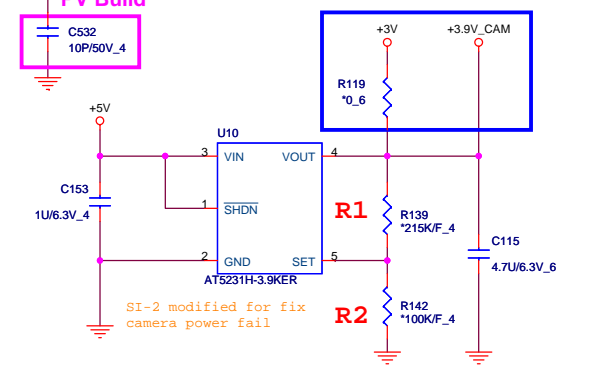 PV Build
C532
10P/50V_4
+3V
+3.9V_CAM
R119
*0_6
+5V
U10
3
VIN
VOUT
4
C153
1U/6.3V_4
1
SHDN
R1
R139
*215K/F_4
C115
4.7U/6.3V_6
2
GND
SET
5
AT5231H-3.9KER
SI-2 modified for fix
camera power fail
R2
R142
*100K/F_4